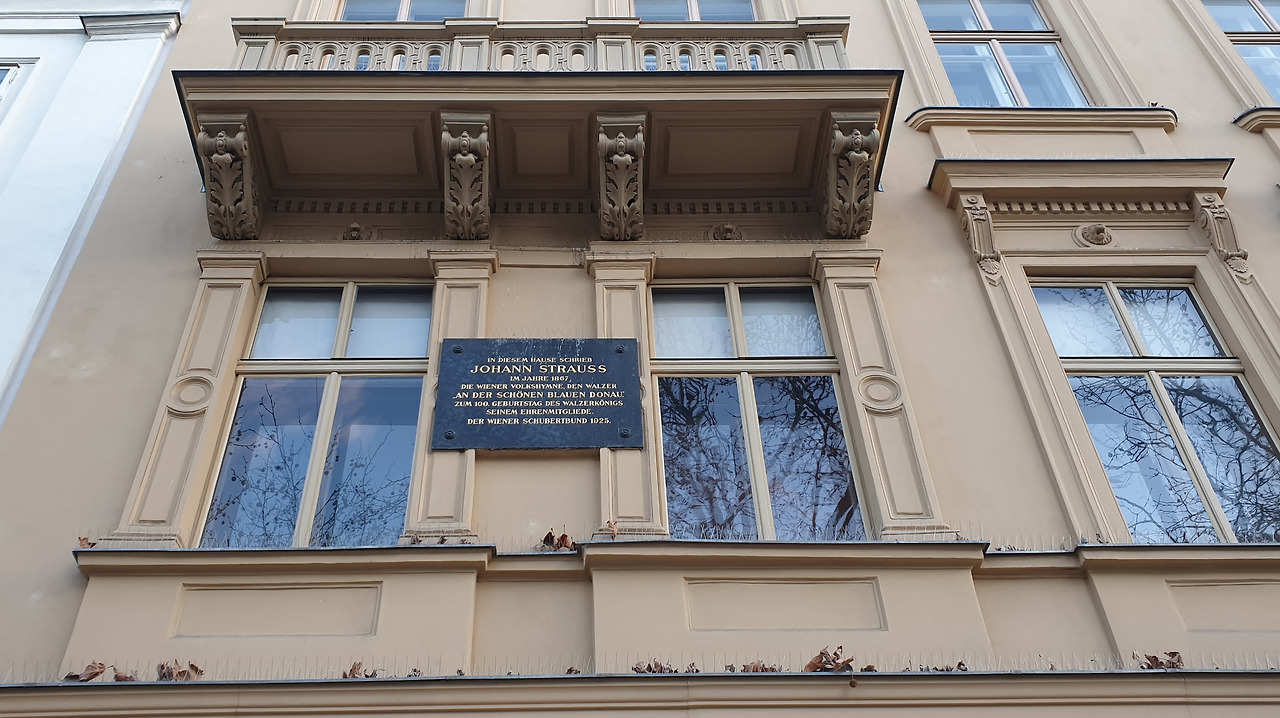 IN DIESEM HAUSE SCHRIEB
JOHANN STRAUSS
IM JAHRE 1867
DIE WIENER VOLKSHYMNE, DEN WALZER
„AN DER SCHÖNEN BLAUEN DONAU.“
ZUM 100. GEBURTSTAG DES WALZERKÖNIGS
SEINEM EHRENMITGLIEDE.
DER WIENER SCHUBERTBUND 1925.